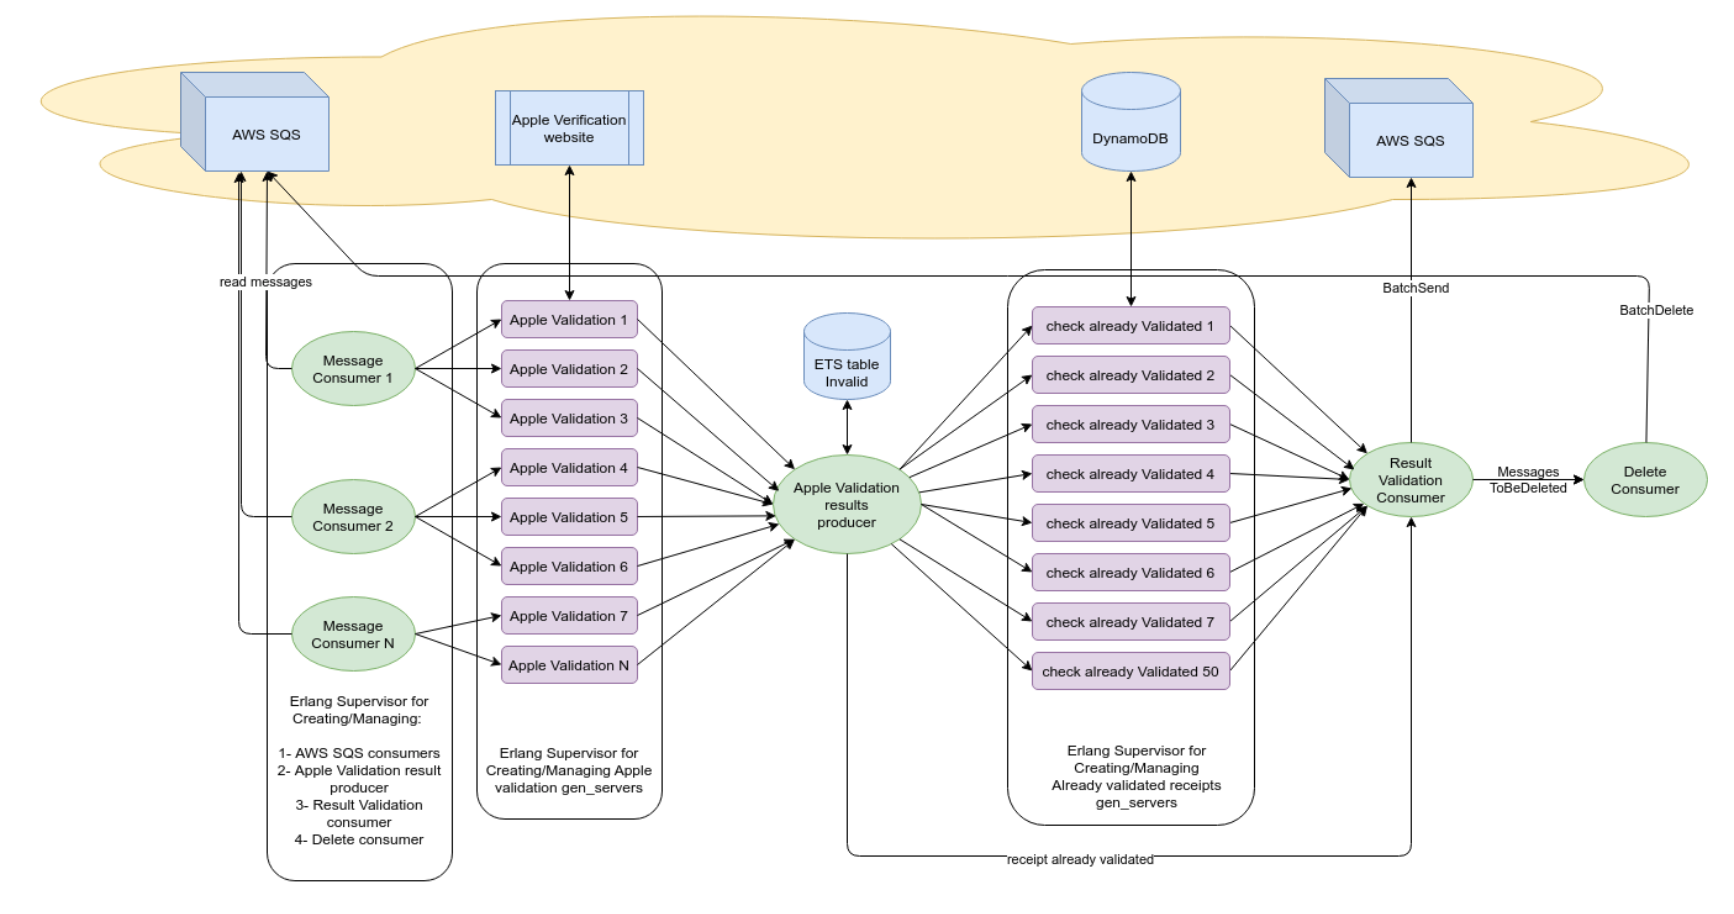 AWS SQS
Apple Verification
website
DynamoDB
AWS SQS
read messages
BatchSend
BatchDelete
Message
Consumer 1
Message
Consumer 2
Message
Consumer N
Erlang Supervisor for
Creating/Managing:
1- AWS SQS consumers
2- Apple Validation result
producer
3- Result Validation
consumer
4- Delete consumer
Apple Validation 1
Apple Validation 2
Apple Validation 3
Apple Validation 4
Apple Validation 5
Apple Validation 6
Apple Validation 7
Apple Validation N
Erlang Supervisor for
Creating/Managing Apple
validation gen_servers
ETS table
Invalid
Apple Validation
results
producer
check already Validated 1
check already Validated 2
check already Validated 3
check already Validated 4
check already Validated 5
check already Validated 6
check already Validated 7
check already Validated 50
Erlang Supervisor for
Creating/Managing
Already validated receipts
gen_servers
Result
Validation
Consumer
Messages
ToBeDeleted
Delete
Consumer
receipt already validated